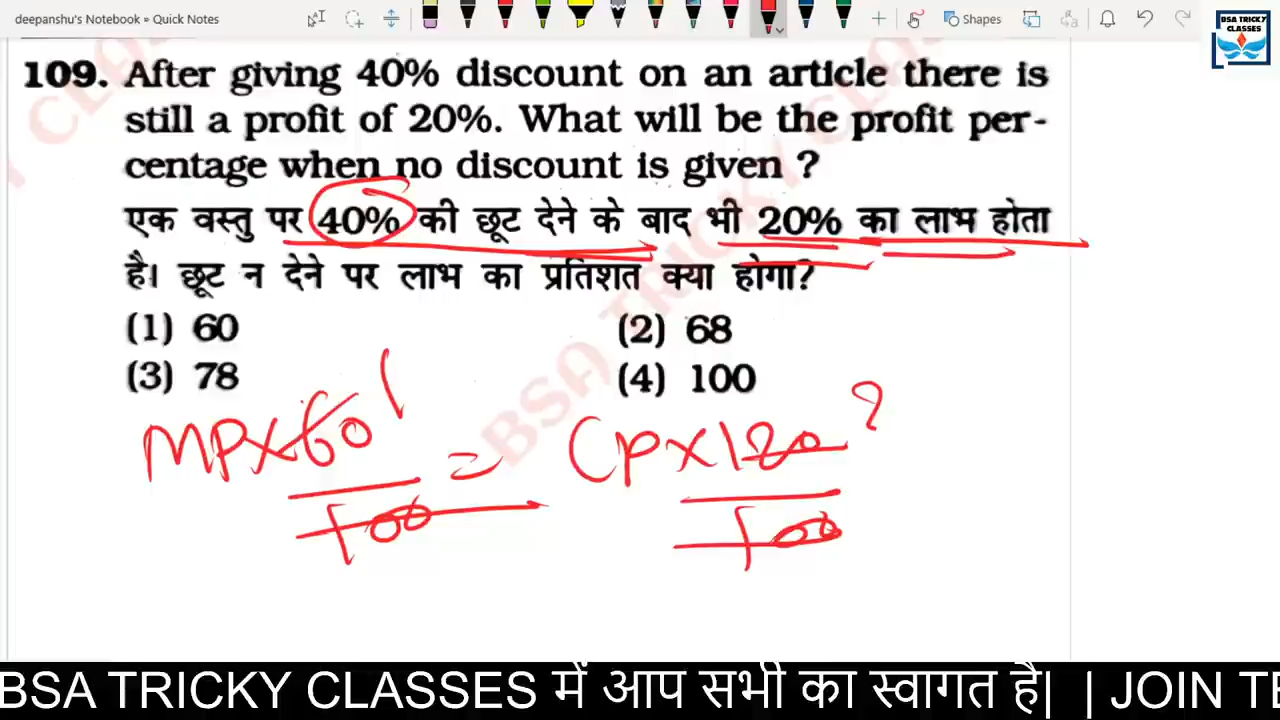 deepanshu's Notebook » Quick Notes
Shapes
BSA TRICKY
CLASSES
109. After giving 40% discount on an article there is
still a profit of 20%. What will be the profit per-
centage when no discount is given ?
एक वस्तु पर 40% की छूट देने के बाद भी 20% का लाभ होता
है। छूट न देने पर लाभ का प्रतिशत क्या होगा?
(1) 60 (2) 68
(3) 78 (4) 100
MP×60 1 = CP×120 2
100 100
BSA TRICKY CLASSES में आप सभी का स्वागत है| | JOIN TE